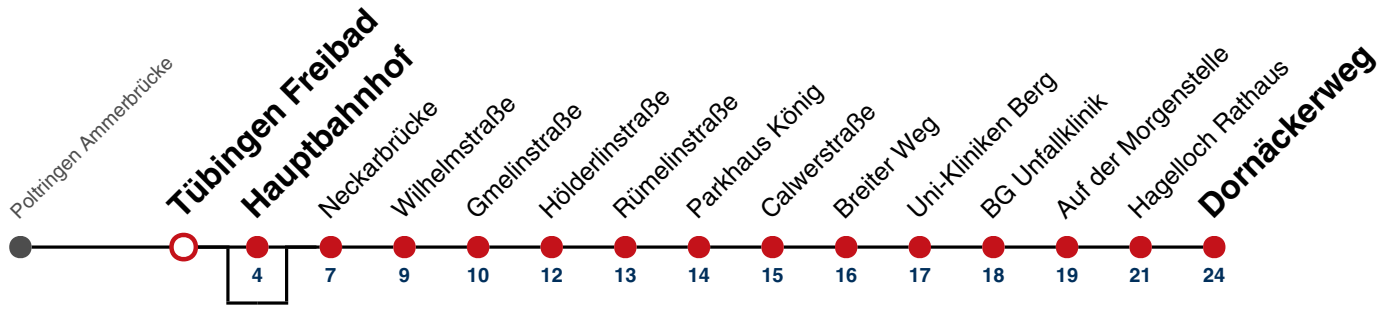 Poltringen Ammerbrücke
Tübingen Freibad
Hauptbahnhof
Neckarbrücke
Wilhelmstraße
Gmelinstraße
Hölderlinstraße
Rümelinstraße
Parkhaus König
Calwerstraße
Breiter Weg
Uni-Kliniken Berg
BG Unfallklinik
Auf der Morgenstelle
Hagelloch Rathaus
Dornäckerweg
4 7 9 10 12 13 14 15 16 17 18 19 21 24